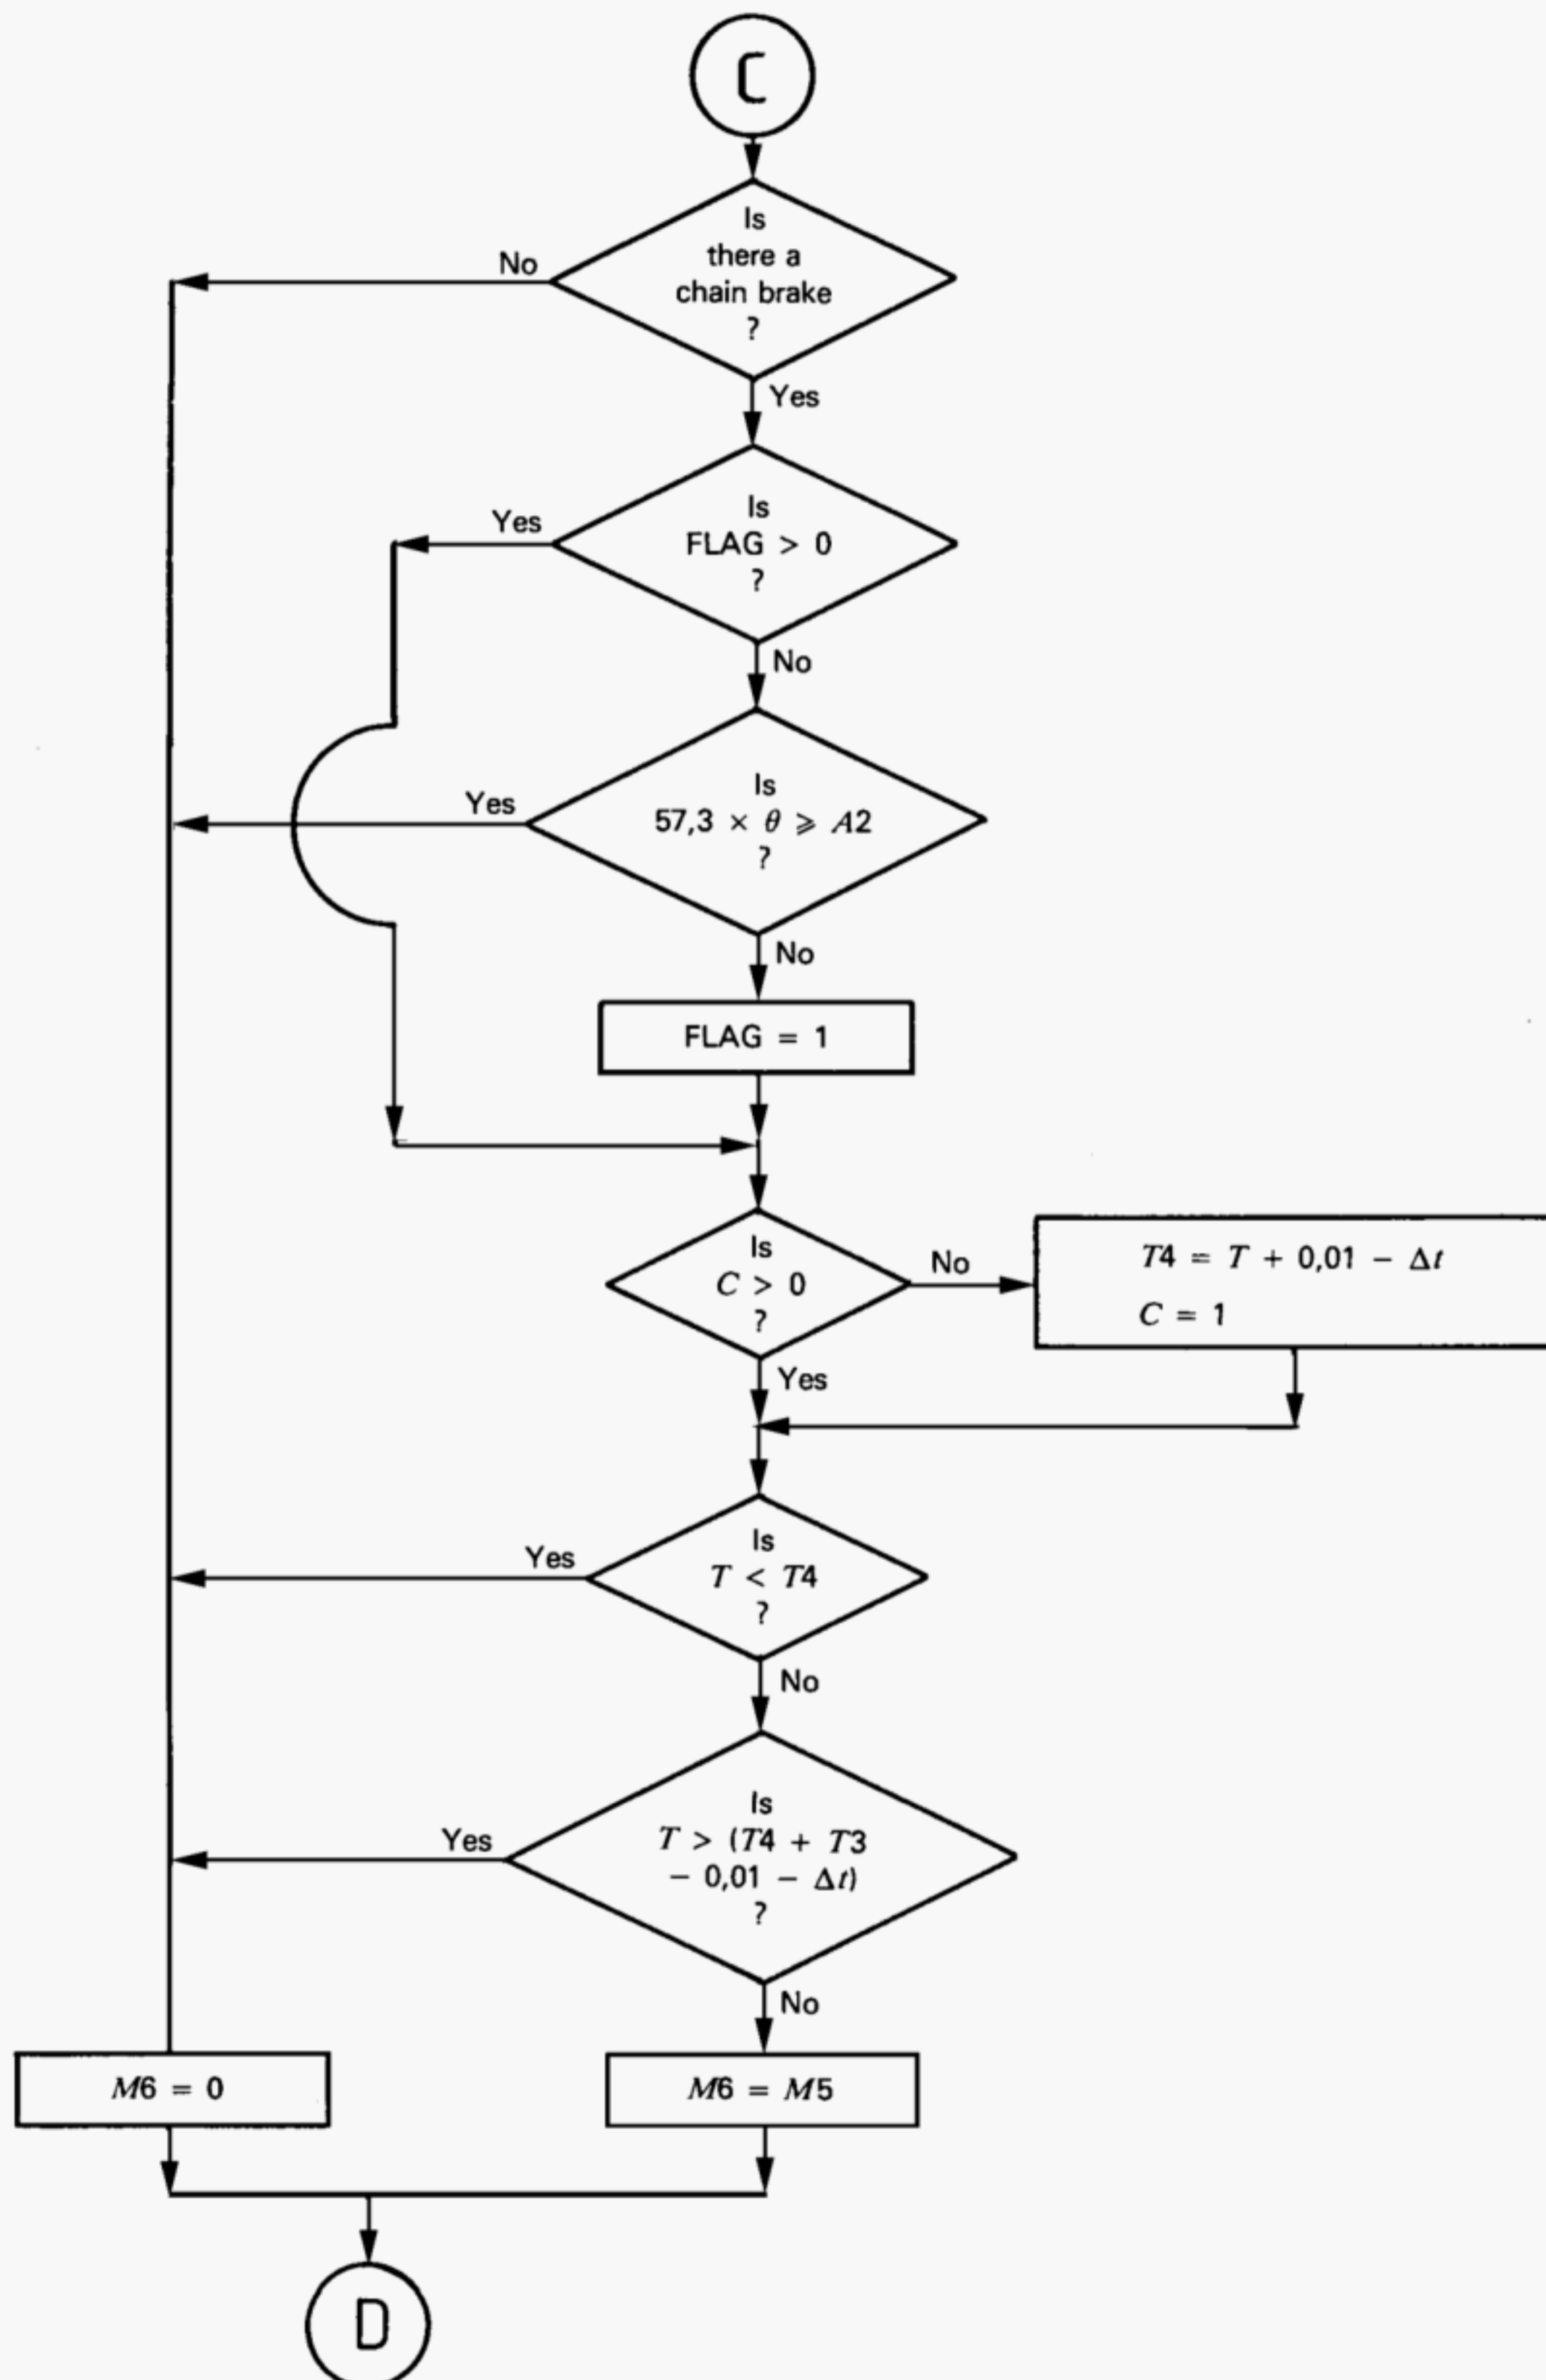 C
Is
there a
chain brake
?
No
Yes
Is
FLAG > 0
?
Yes
No
Is
57,3 × θ ⩾ A2
?
Yes
No
FLAG = 1
Is
C > 0
?
No
T4 = T + 0,01 − Δt
C = 1
Yes
Is
T < T4
?
Yes
No
Is
T > (T4 + T3
− 0,01 − Δt)
?
Yes
No
M6 = 0
M6 = M5
D